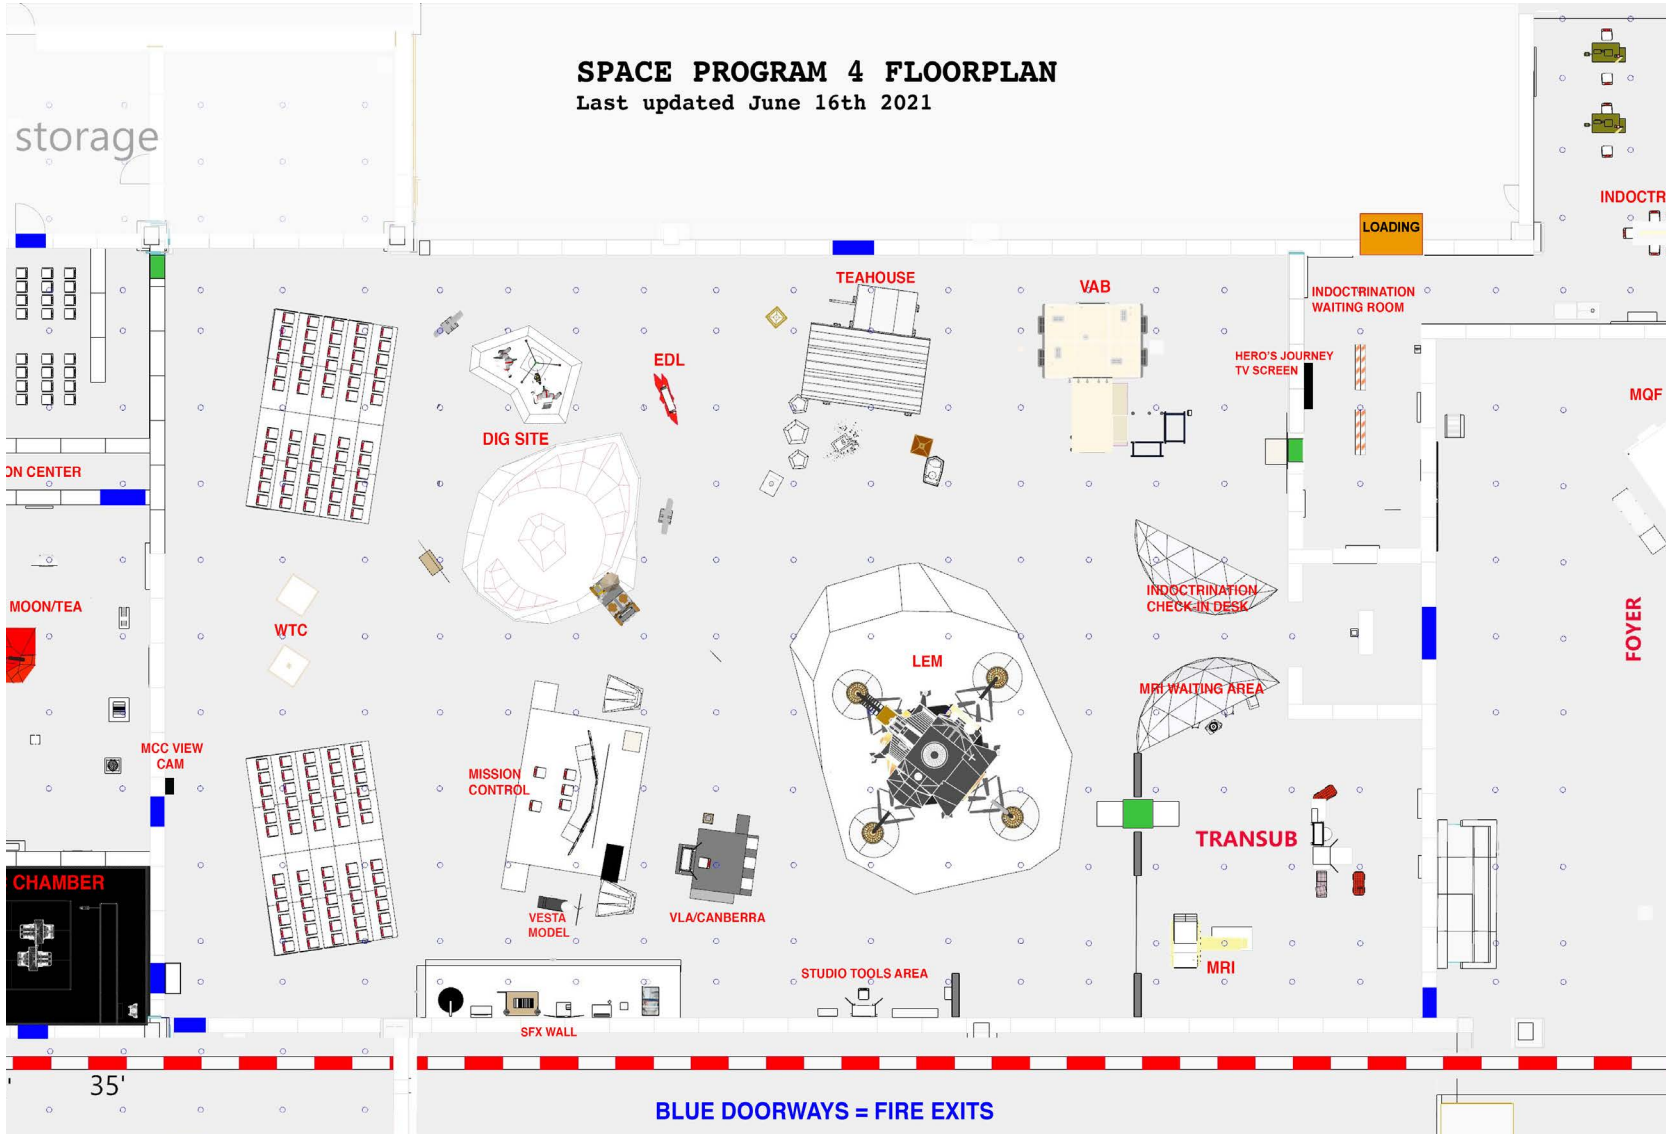 SPACE PROGRAM 4 FLOORPLAN
Last updated June 16th 2021
storage
INDOCTR
LOADING
TEAHOUSE
VAB
INDOCTRINATION
WAITING ROOM
EDL
HERO'S JOURNEY
TV SCREEN
MQF
DIG SITE
ON CENTER
INDOCTRINATION
CHECK-IN DESK
MOON/TEA
WTC
FOYER
LEM
MRI WAITING AREA
MCC VIEW
CAM
MISSION
CONTROL
TRANSUB
CHAMBER
VESTA
MODEL
VLA/CANBERRA
MRI
STUDIO TOOLS AREA
SFX WALL
' 35'
BLUE DOORWAYS = FIRE EXITS